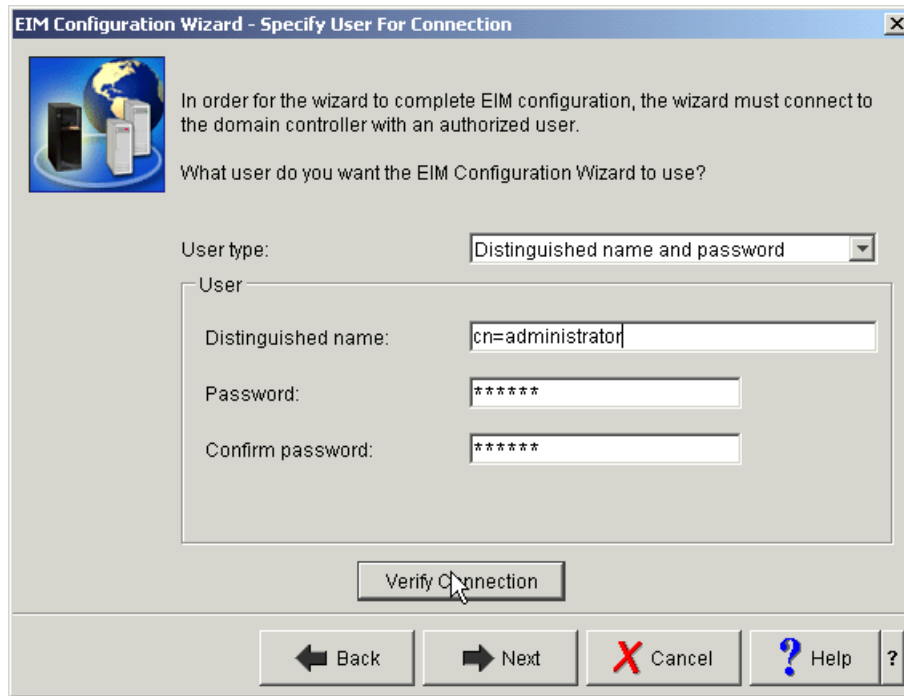 EIM Configuration Wizard - Specify User For Connection
In order for the wizard to complete EIM configuration, the wizard must connect to
the domain controller with an authorized user.
What user do you want the EIM Configuration Wizard to use?
User type:
Distinguished name and password
User
Distinguished name:
cn=administrator
Password:
******
Confirm password:
******
Verify Connection
Back
Next
Cancel
? Help
?